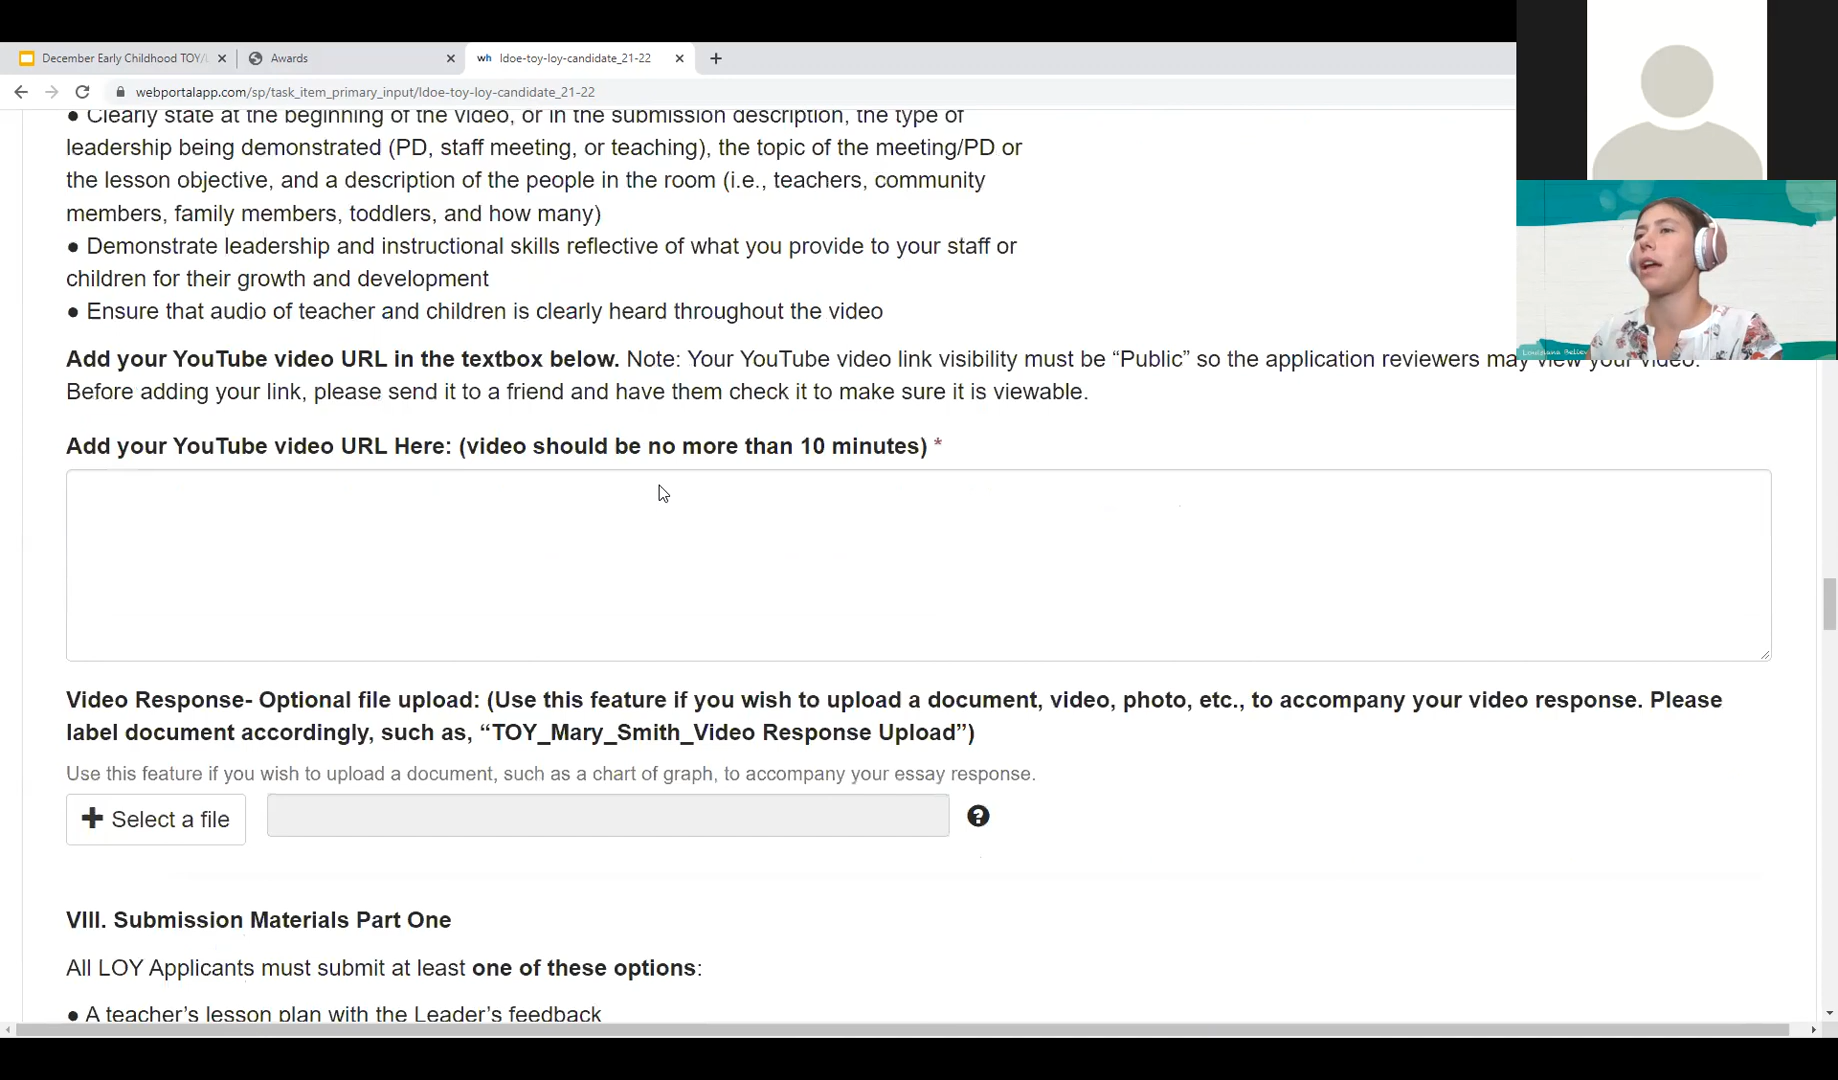 December Early Childhood TOY/L
Awards
wh ldoe-toy-loy-candidate_21-22
webportalapp.com/sp/task_item_primary_input/ldoe-toy-loy-candidate_21-22
● Clearly state at the beginning of the video, or in the submission description, the type of
leadership being demonstrated (PD, staff meeting, or teaching), the topic of the meeting/PD or
the lesson objective, and a description of the people in the room (i.e., teachers, community
members, family members, toddlers, and how many)
● Demonstrate leadership and instructional skills reflective of what you provide to your staff or
children for their growth and development
● Ensure that audio of teacher and children is clearly heard throughout the video
Add your YouTube video URL in the textbox below. Note: Your YouTube video link visibility must be “Public” so the application reviewers may view your video.
Before adding your link, please send it to a friend and have them check it to make sure it is viewable.
Add your YouTube video URL Here: (video should be no more than 10 minutes) *
Video Response- Optional file upload: (Use this feature if you wish to upload a document, video, photo, etc., to accompany your video response. Please
label document accordingly, such as, “TOY_Mary_Smith_Video Response Upload”)
Use this feature if you wish to upload a document, such as a chart of graph, to accompany your essay response.
Select a file
VIII. Submission Materials Part One
All LOY Applicants must submit at least one of these options:
● A teacher’s lesson plan with the Leader’s feedback
Louisiana Believ